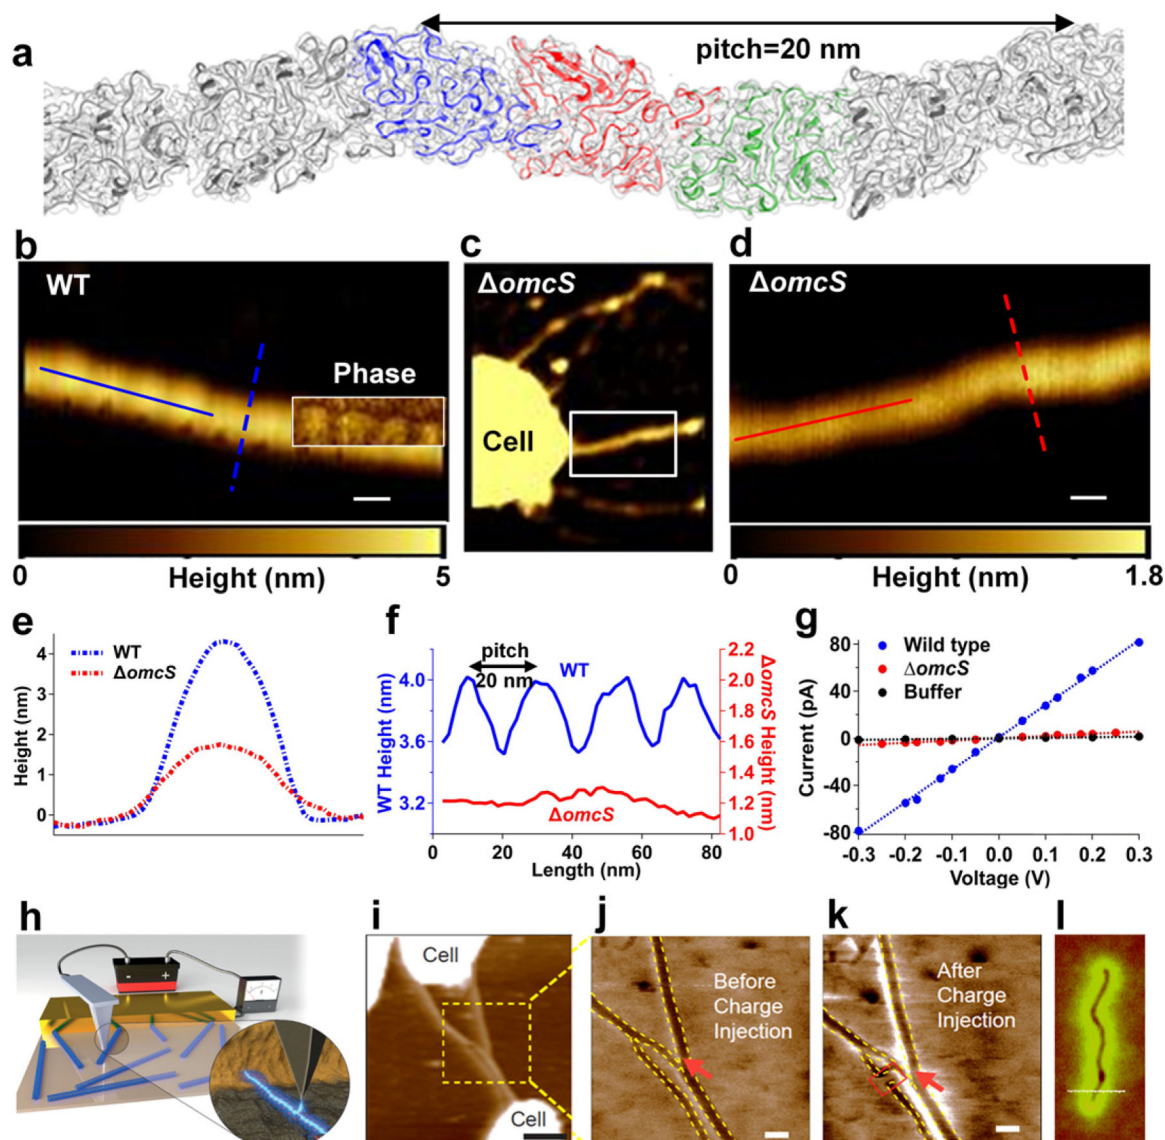 a
pitch=20 nm
b
WT
Phase
0
Height (nm)
5
c
ΔomcS
Cell
d
ΔomcS
0
Height (nm)
1.8
e
WT
ΔomcS
Height (nm)
4
3
2
1
0
f
pitch
20 nm
WT
ΔomcS
WT Height (nm)
4.0
3.6
3.2
ΔomcS Height (nm)
2.2
2.0
1.8
1.6
1.4
1.2
1.0
0
20
40
60
80
Length (nm)
g
Wild type
ΔomcS
Buffer
Current (pA)
80
40
0
-40
-80
-0.3
-0.2
-0.1
0.0
0.1
0.2
0.3
Voltage (V)
h
- +
i
Cell
Cell
j
Before
Charge
Injection
k
After
Charge
Injection
l